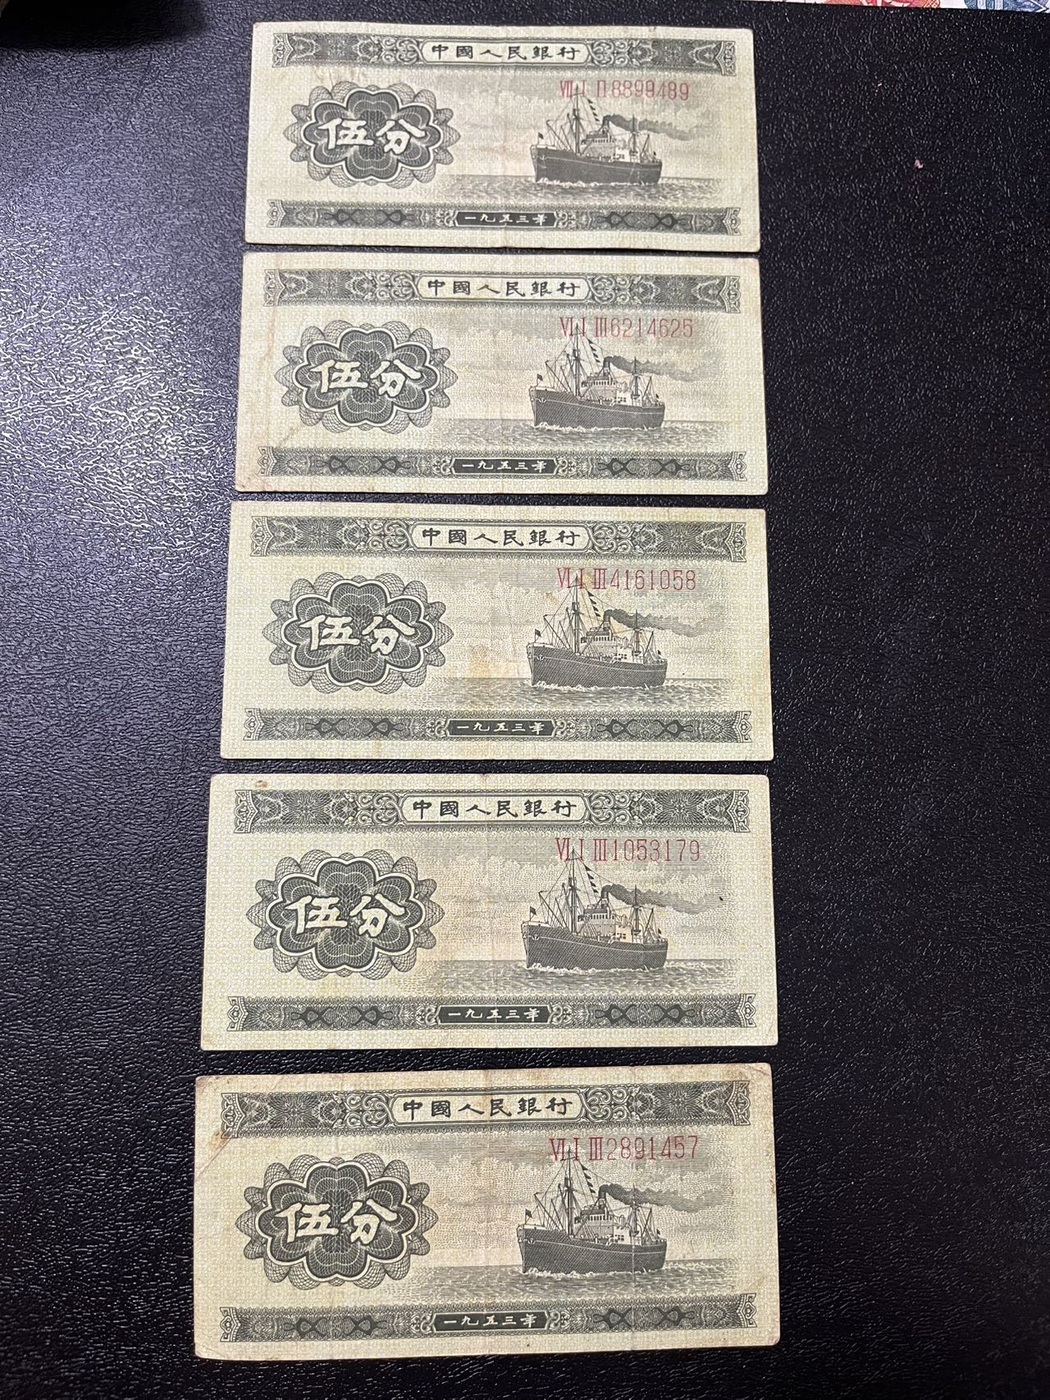 中國人民銀行
Ⅶ Ⅰ Ⅱ 8899489
伍分
一九五三年
中國人民銀行
Ⅵ Ⅰ Ⅲ 6214625
伍分
一九五三年
中國人民銀行
Ⅵ Ⅰ Ⅲ 4161058
伍分
一九五三年
中國人民銀行
Ⅵ Ⅰ Ⅲ 1053179
伍分
一九五三年
中國人民銀行
Ⅵ Ⅰ Ⅲ 2891457
伍分
一九五三年